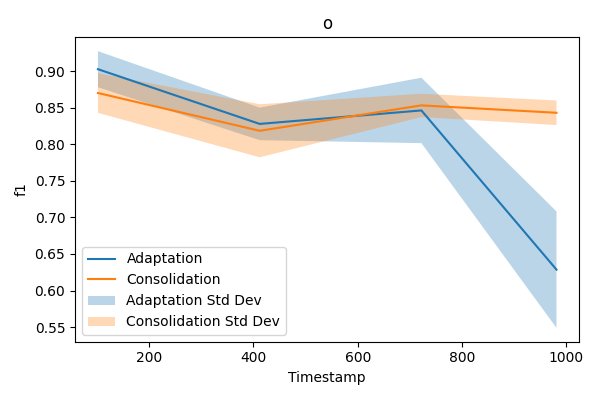 o
f1
0.90
0.85
0.80
0.75
0.70
0.65
0.60
0.55
Adaptation
Consolidation
Adaptation Std Dev
Consolidation Std Dev
200 400 600 800 1000
Timestamp